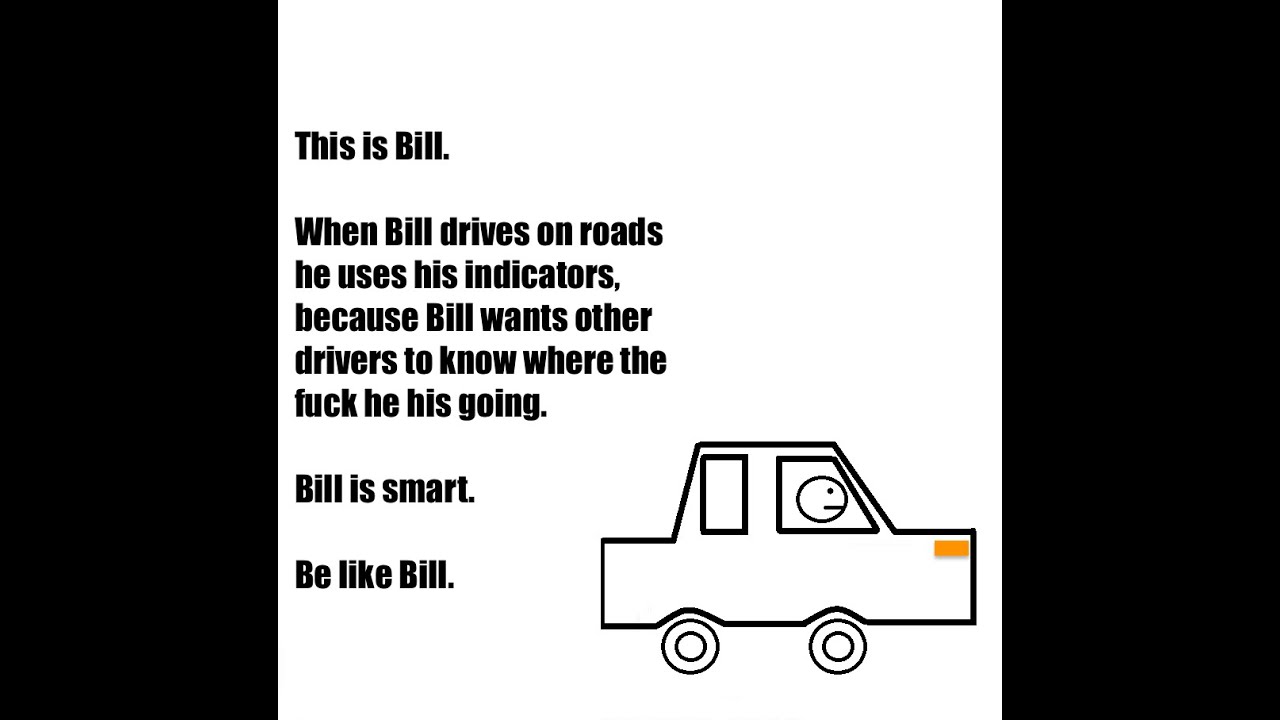 This is Bill.
When Bill drives on roads
he uses his indicators,
because Bill wants other
drivers to know where the
fuck he his going.
Bill is smart.
Be like Bill.